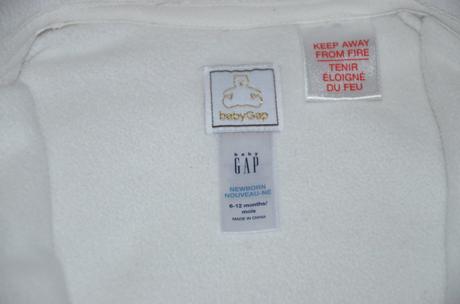 KEEP AWAY
FROM FIRE
TENIR
ÉLOIGNÉ
DU FEU
babyGap
baby
GAP
NEWBORN
NOUVEAU-NÉ
6-12 months/
mois
MADE IN CHINA